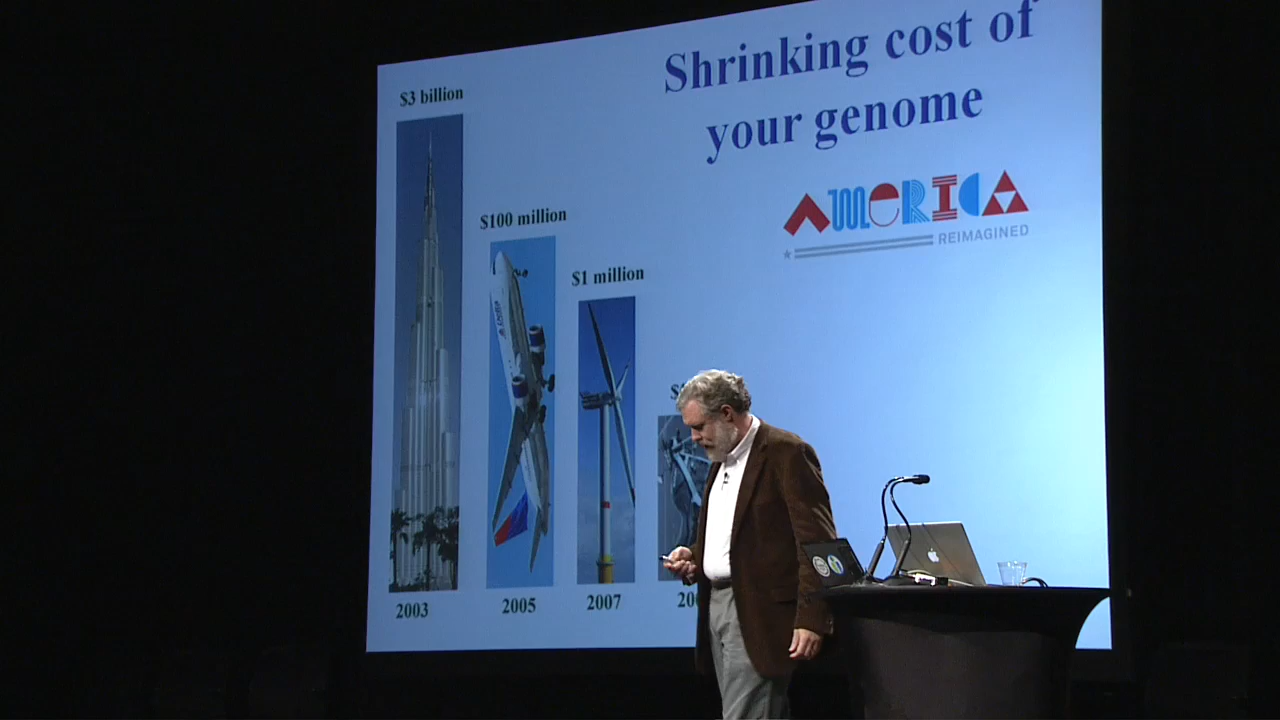 Shrinking cost of
your genome
$3 billion
$100 million
$1 million
AMERICA
REIMAGINED
2003
2005
2007